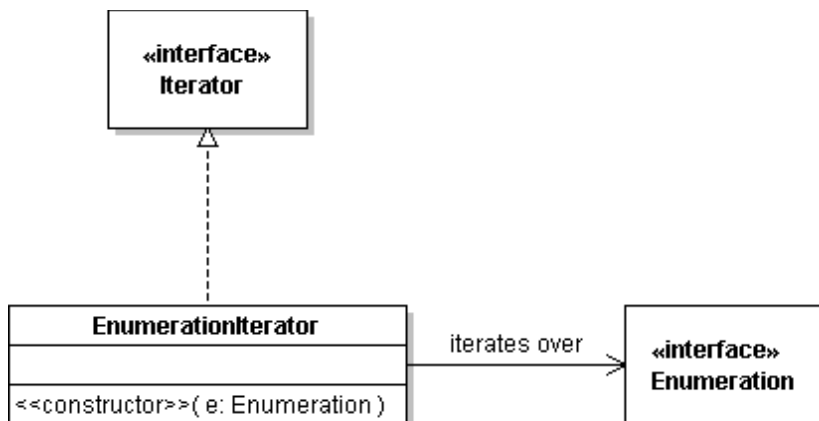 «interface»
Iterator
EnumerationIterator
iterates over
«interface»
Enumeration
<<constructor>>( e: Enumeration )